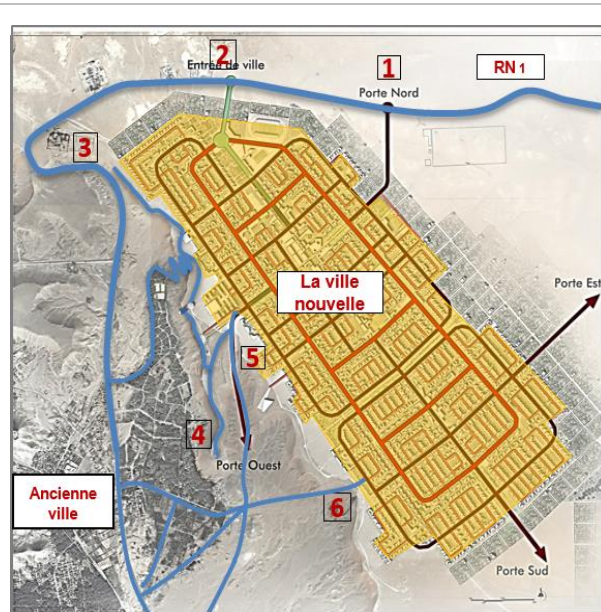 2
Entrée de ville
1
Porte Nord
RN 1
3
Porte Est
La ville
nouvelle
5
4
Porte Ouest
Ancienne
ville
6
Porte Sud